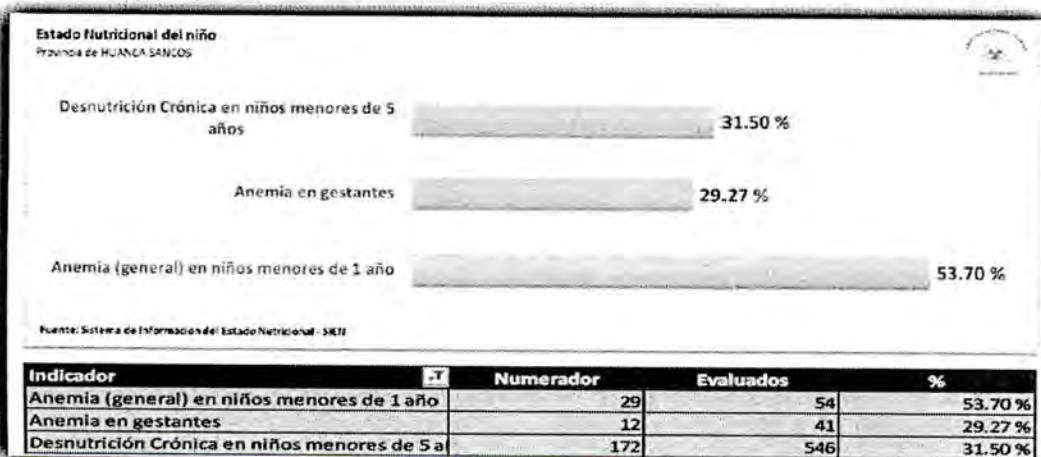 Estado Nutricional del niño
Provincia de HUANCA SANCOS
Desnutrición Crónica en niños menores de 5
años
31.50 %
Anemia en gestantes
29.27 %
Anemia (general) en niños menores de 1 año
53.70 %
Fuente: Sistema de Información del Estado Nutricional - SIEN
Indicador Numerador Evaluados %
Anemia (general) en niños menores de 1 año 29 54 53.70 %
Anemia en gestantes 12 41 29.27 %
Desnutrición Crónica en niños menores de 5 a 172 546 31.50 %